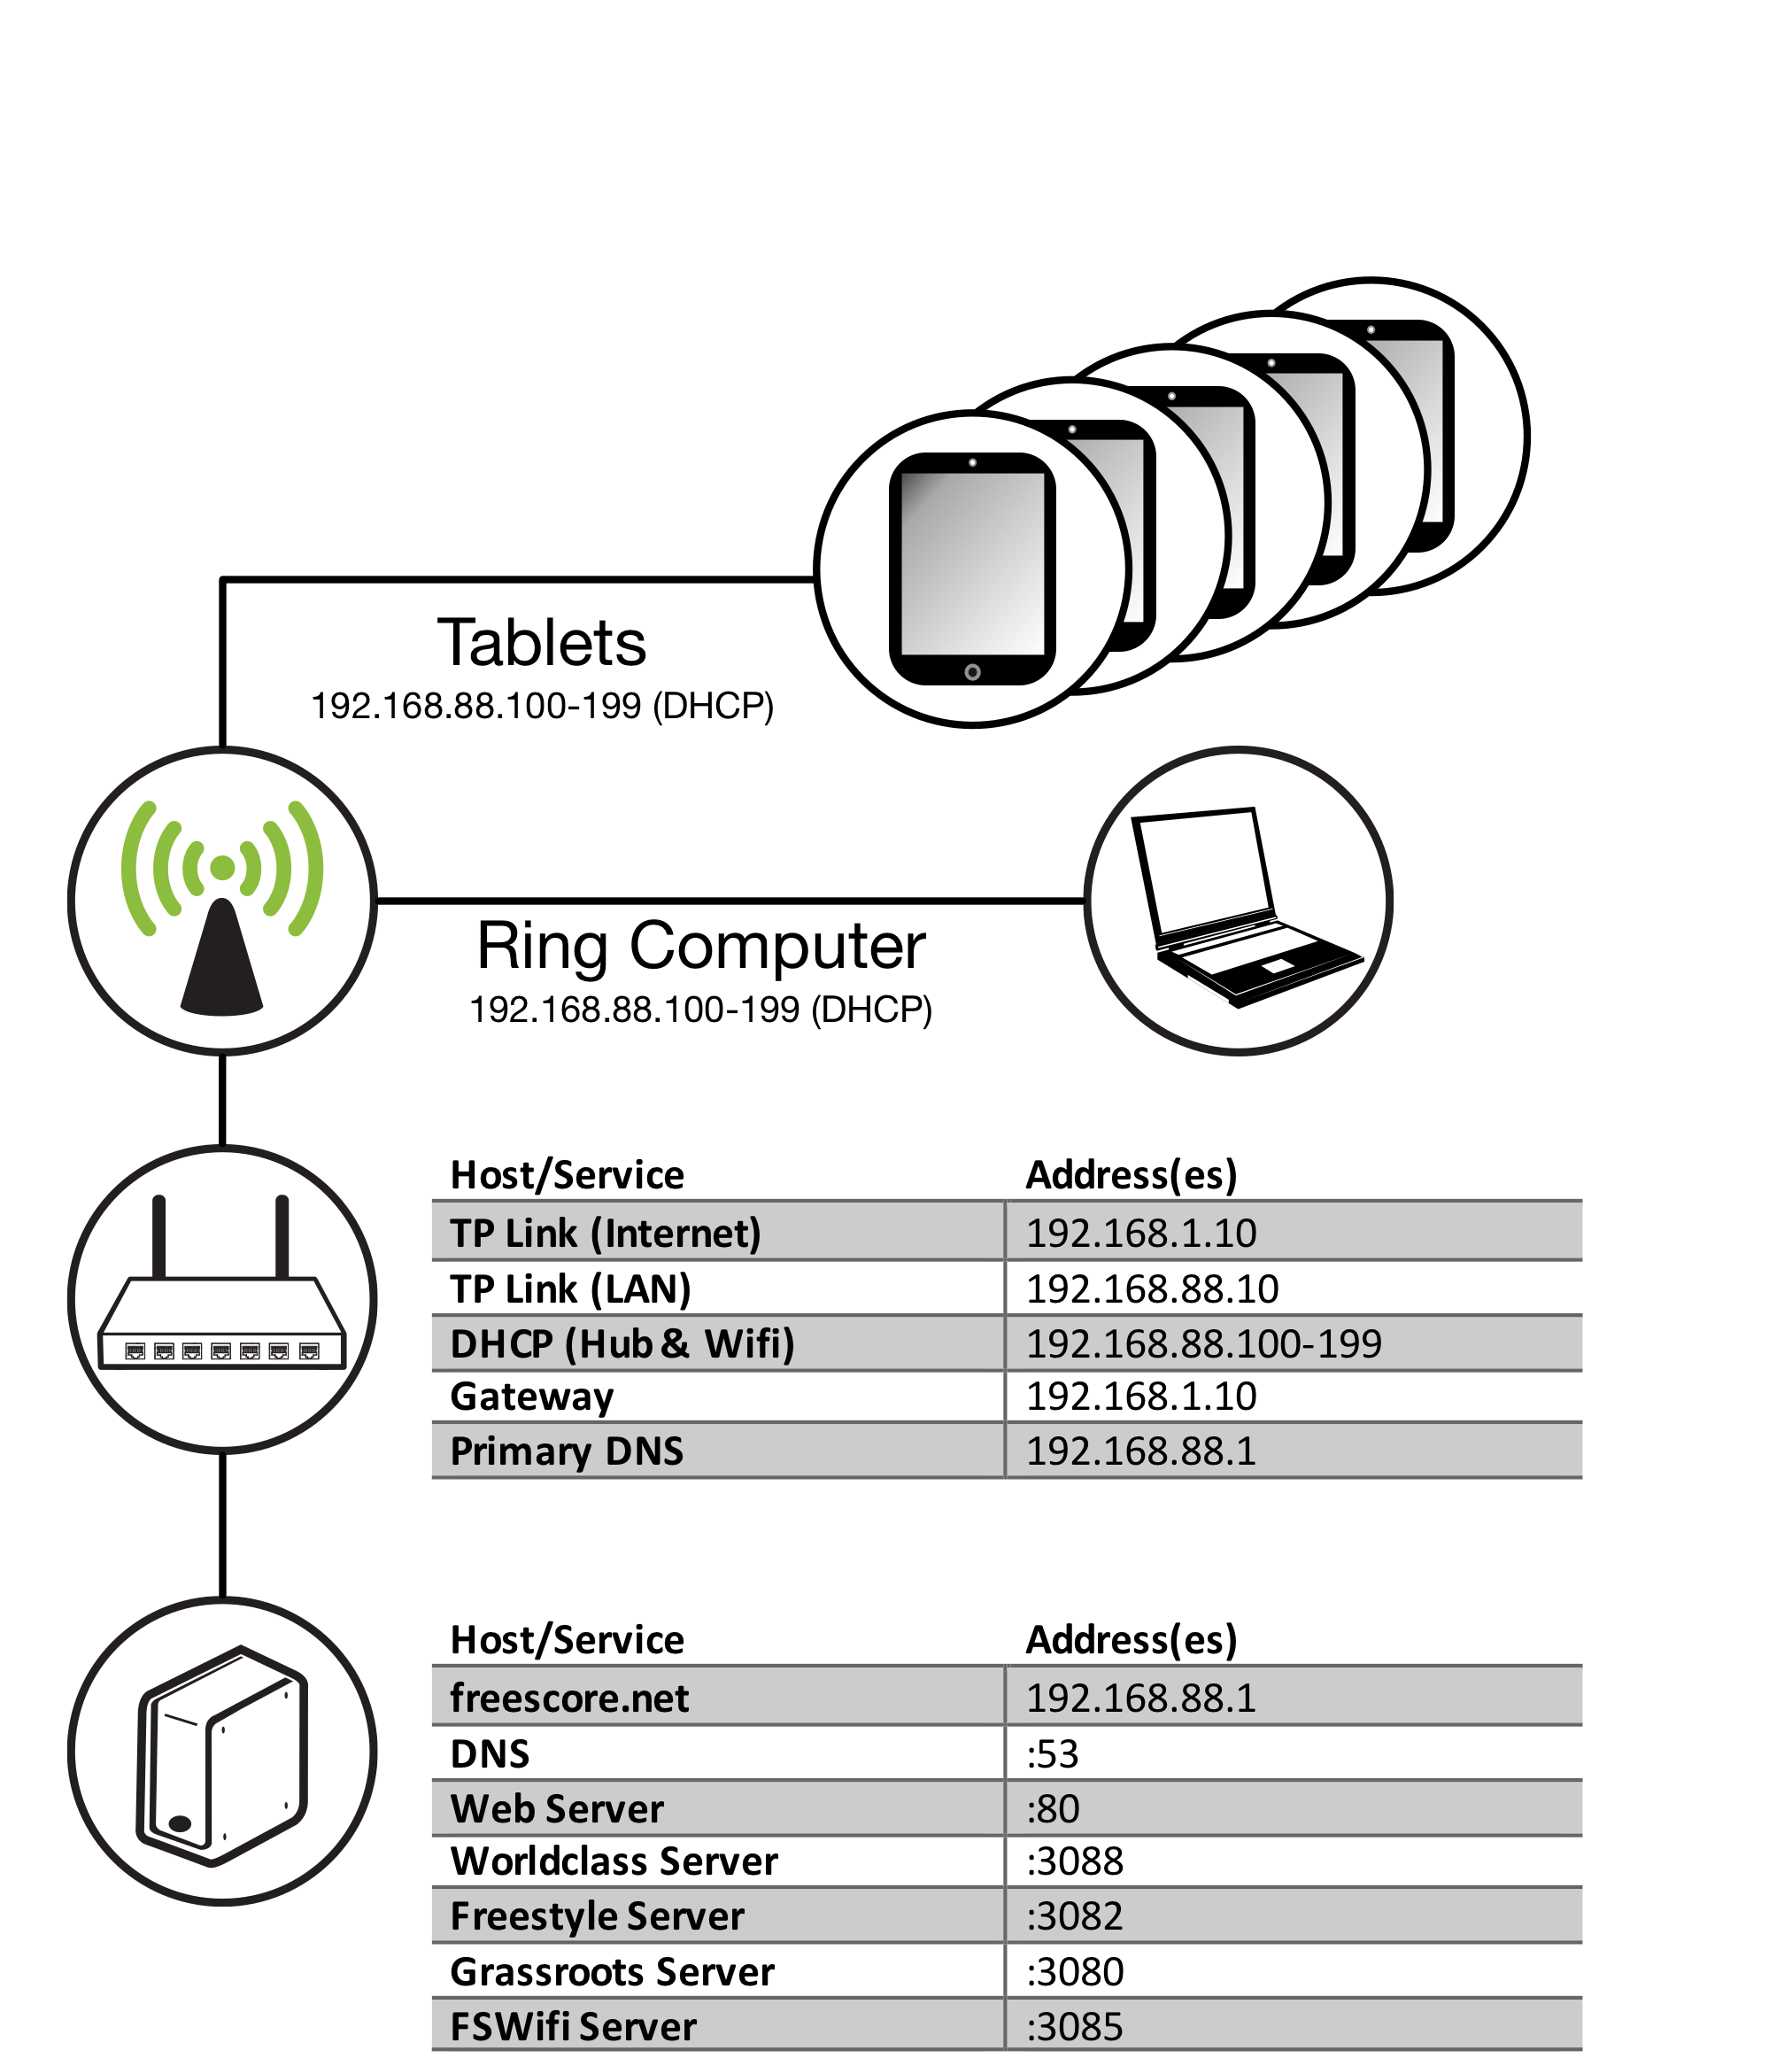 Tablets
192.168.88.100-199 (DHCP)
Ring Computer
192.168.88.100-199 (DHCP)
Host/Service Address(es)
TP Link (Internet) 192.168.1.10
TP Link (LAN) 192.168.88.10
DHCP (Hub & Wifi) 192.168.88.100-199
Gateway 192.168.1.10
Primary DNS 192.168.88.1
Host/Service Address(es)
freescore.net 192.168.88.1
DNS :53
Web Server :80
Worldclass Server :3088
Freestyle Server :3082
Grassroots Server :3080
FSWifi Server :3085